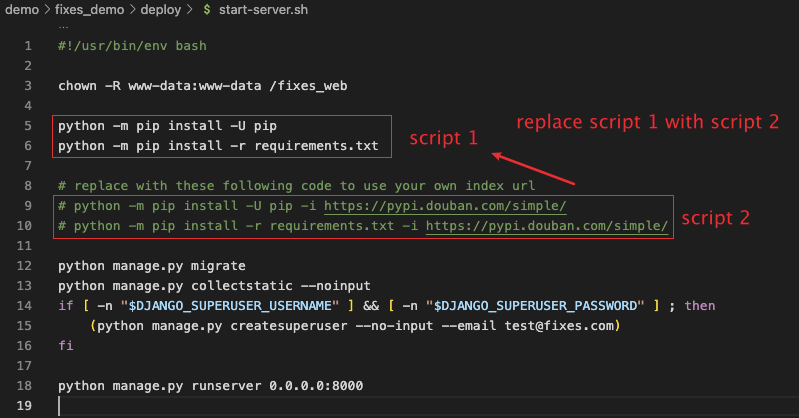 demo > fixes_demo > deploy > $ start-server.sh
...
1 #!/usr/bin/env bash
2
3 chown -R www-data:www-data /fixes_web
4
5 python -m pip install -U pip
6 python -m pip install -r requirements.txt
script 1
replace script 1 with script 2
7
8 # replace with these following code to use your own index url
9 # python -m pip install -U pip -i https://pypi.douban.com/simple/
10 # python -m pip install -r requirements.txt -i https://pypi.douban.com/simple/
script 2
11
12 python manage.py migrate
13 python manage.py collectstatic --noinput
14 if [ -n "$DJANGO_SUPERUSER_USERNAME" ] && [ -n "$DJANGO_SUPERUSER_PASSWORD" ] ; then
15 (python manage.py createsuperuser --no-input --email test@fixes.com)
16 fi
17
18 python manage.py runserver 0.0.0.0:8000
19